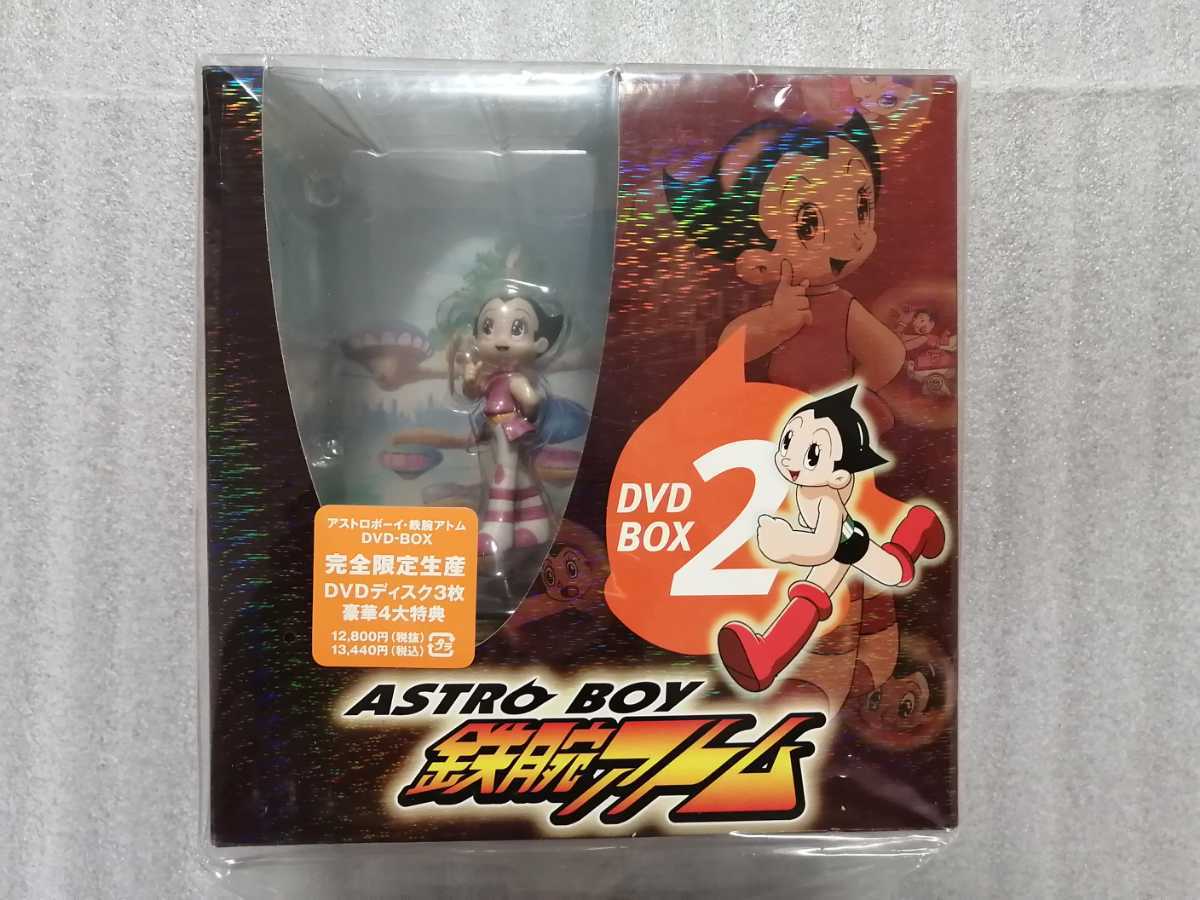 DVD
BOX
2
アストロボーイ・鉄腕アトム
DVD-BOX
完全限定生産
DVDディスク3枚
豪華4大特典
12,800円(税抜)
13,440円(税込)
ASTRO BOY
鉄腕アトム